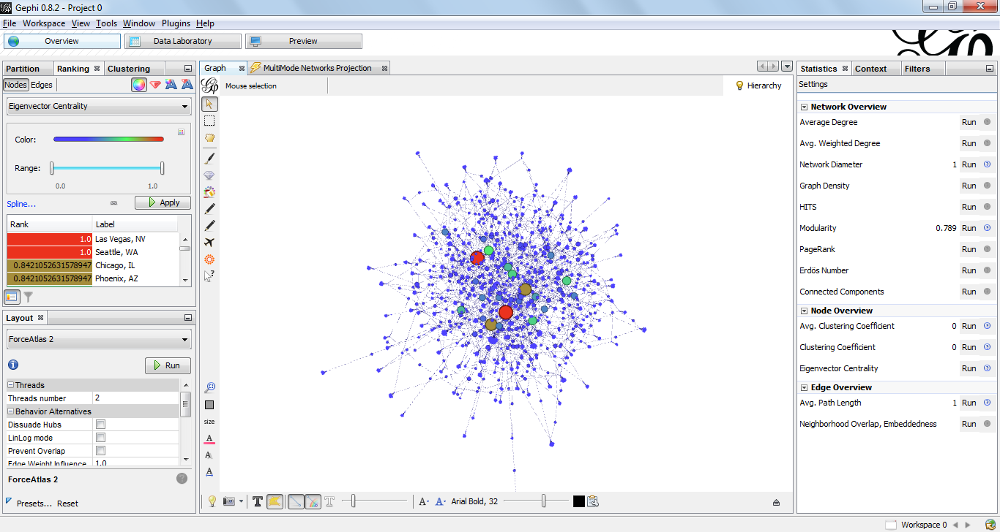 Gephi 0.8.2 - Project 0
File Workspace View Tools Window Plugins Help
Overview Data Laboratory Preview
Partition Ranking Clustering
Nodes Edges
Eigenvector Centrality
Color:
Range:
0.0 1.0
Spline... Apply
Rank Label
1.0 Las Vegas, NV
1.0 Seattle, WA
0.8421052631578947 Chicago, IL
0.8421052631578947 Phoenix, AZ
Layout
ForceAtlas 2
Run
Threads
Threads number 2
Behavior Alternatives
Dissuade Hubs
LinLog mode
Prevent Overlap
Edge Weight Influence 1.0
ForceAtlas 2
Presets... Reset
Graph MultiMode Networks Projection
Mouse selection Hierarchy
size
A
A
A
T T A A Arial Bold, 32
Statistics Context Filters
Settings
Network Overview
Average Degree Run
Avg. Weighted Degree Run
Network Diameter 1 Run
Graph Density Run
HITS Run
Modularity 0.789 Run
PageRank Run
Erdös Number Run
Connected Components Run
Node Overview
Avg. Clustering Coefficient 0 Run
Clustering Coefficient 0 Run
Eigenvector Centrality Run
Edge Overview
Avg. Path Length 1 Run
Neighborhood Overlap, Embeddedness Run
Workspace 0